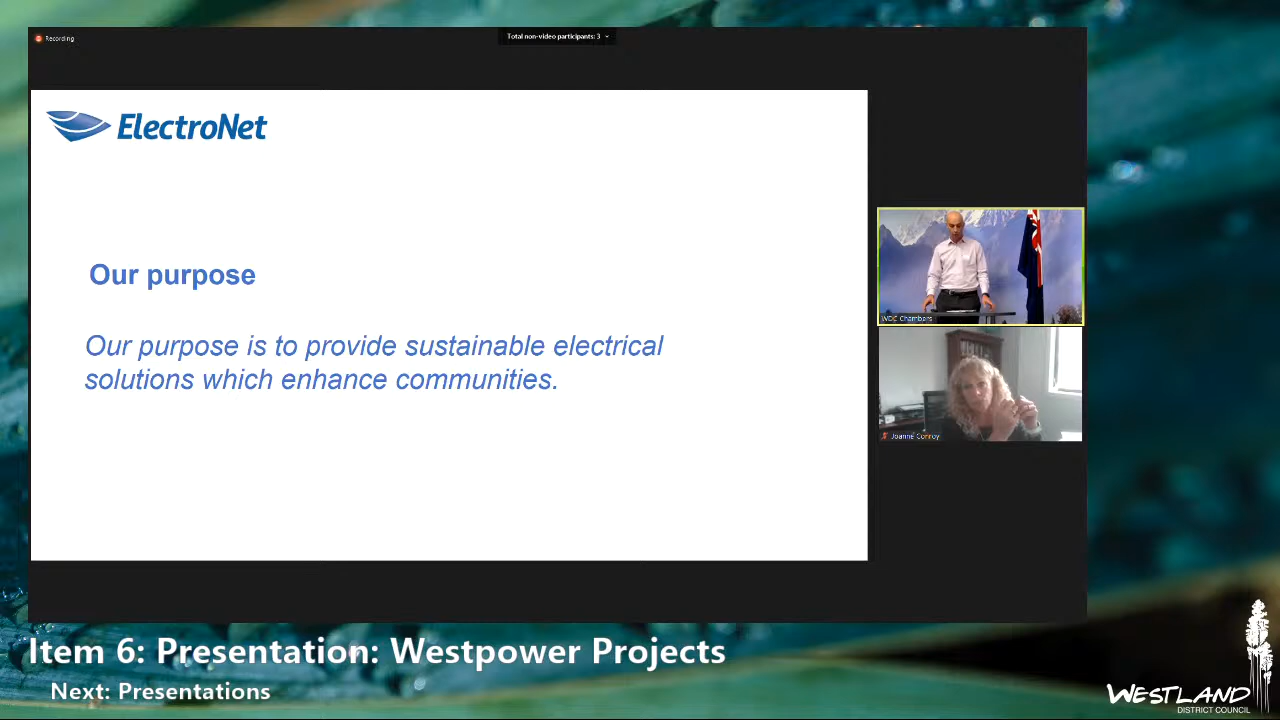 Recording
Total non-video participants: 3
ElectroNet
Our purpose
Our purpose is to provide sustainable electrical
solutions which enhance communities.
WDC Chambers
Joanne Conroy
Item 6: Presentation: Westpower Projects
Next: Presentations
WESTLAND
DISTRICT COUNCIL